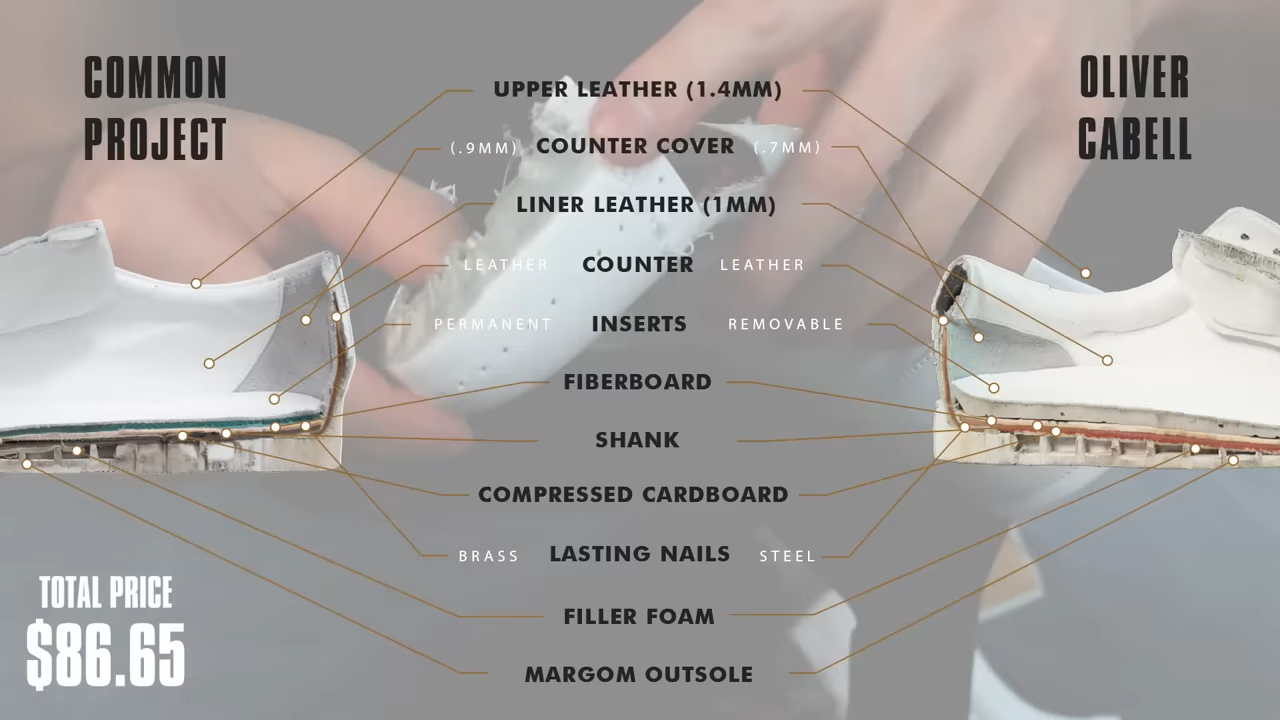 COMMON
PROJECT
OLIVER
CABELL
UPPER LEATHER (1.4MM)
(.9MM) COUNTER COVER (.7MM)
LINER LEATHER (1MM)
LEATHER COUNTER LEATHER
PERMANENT INSERTS REMOVABLE
FIBERBOARD
SHANK
COMPRESSED CARDBOARD
BRASS LASTING NAILS STEEL
FILLER FOAM
MARGOM OUTSOLE
TOTAL PRICE
$86.65